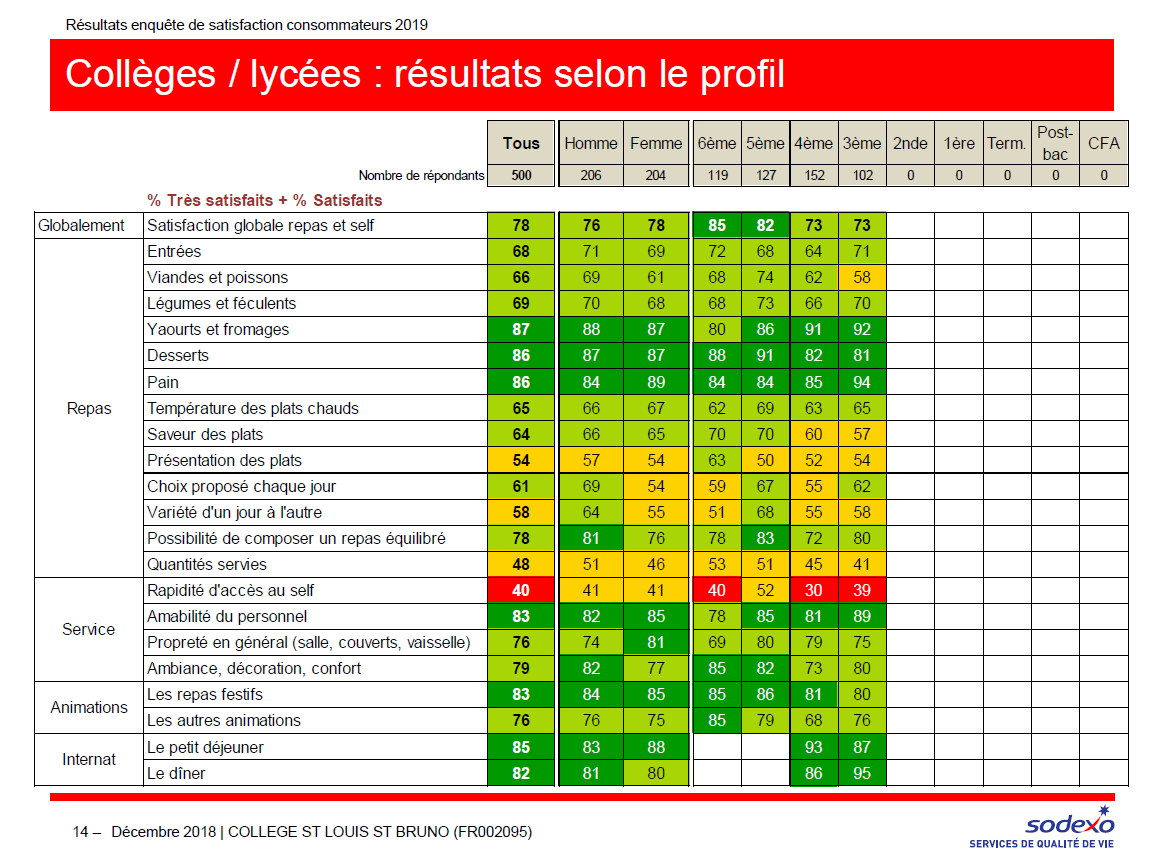 Résultats enquête de satisfaction consommateurs 2019
Collèges / lycées : résultats selon le profil
Tous Homme Femme 6ème 5ème 4ème 3ème 2nde 1ère Term. Post-bac CFA
Nombre de répondants 500 206 204 119 127 152 102 0 0 0 0 0
% Très satisfaits + % Satisfaits
Globalement Satisfaction globale repas et self 78 76 78 85 82 73 73
Repas
Entrées 68 71 69 72 68 64 71
Viandes et poissons 66 69 61 68 74 62 58
Légumes et féculents 69 70 68 68 73 66 70
Yaourts et fromages 87 88 87 80 86 91 92
Desserts 86 87 87 88 91 82 81
Pain 86 84 89 84 84 85 94
Température des plats chauds 65 66 67 62 69 63 65
Saveur des plats 64 66 65 70 70 60 57
Présentation des plats 54 57 54 63 50 52 54
Choix proposé chaque jour 61 69 54 59 67 55 62
Variété d'un jour à l'autre 58 64 55 51 68 55 58
Possibilité de composer un repas équilibré 78 81 76 78 83 72 80
Quantités servies 48 51 46 53 51 45 41
Service
Rapidité d'accès au self 40 41 41 40 52 30 39
Amabilité du personnel 83 82 85 78 85 81 89
Propreté en général (salle, couverts, vaisselle) 76 74 81 69 80 79 75
Ambiance, décoration, confort 79 82 77 85 82 73 80
Animations
Les repas festifs 83 84 85 85 86 81 80
Les autres animations 76 76 75 85 79 68 76
Internat
Le petit déjeuner 85 83 88 93 87
Le dîner 82 81 80 86 95
14 – Décembre 2018 | COLLEGE ST LOUIS ST BRUNO (FR002095)
sodexo
SERVICES DE QUALITÉ DE VIE